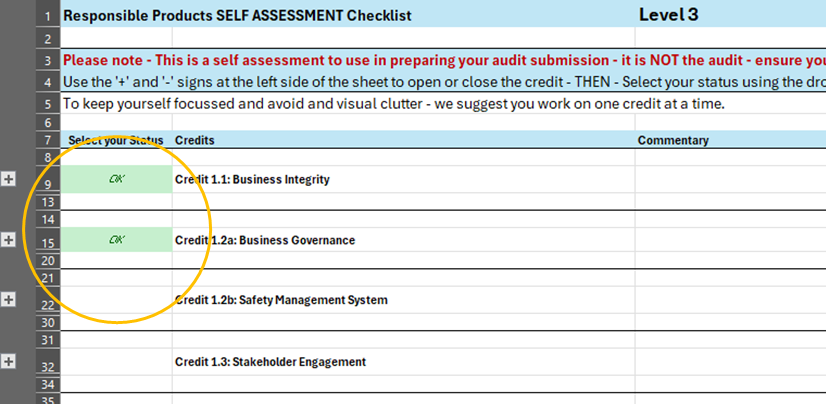 1 Responsible Products SELF ASSESSMENT Checklist Level 3
2
3 Please note - This is a self assessment to use in preparing your audit submission - it is NOT the audit - ensure you
4 Use the '+' and '-' signs at the left side of the sheet to open or close the credit - THEN - Select your status using the dro
5 To keep yourself focussed and avoid and visual clutter - we suggest you work on one credit at a time.
6
7 Select your Status Credits Commentary
8
+ 9 OK Credit 1.1: Business Integrity
13
14
+ 15 OK Credit 1.2a: Business Governance
20
21
+ 22 Credit 1.2b: Safety Management System
30
31
+ 32 Credit 1.3: Stakeholder Engagement
34
35